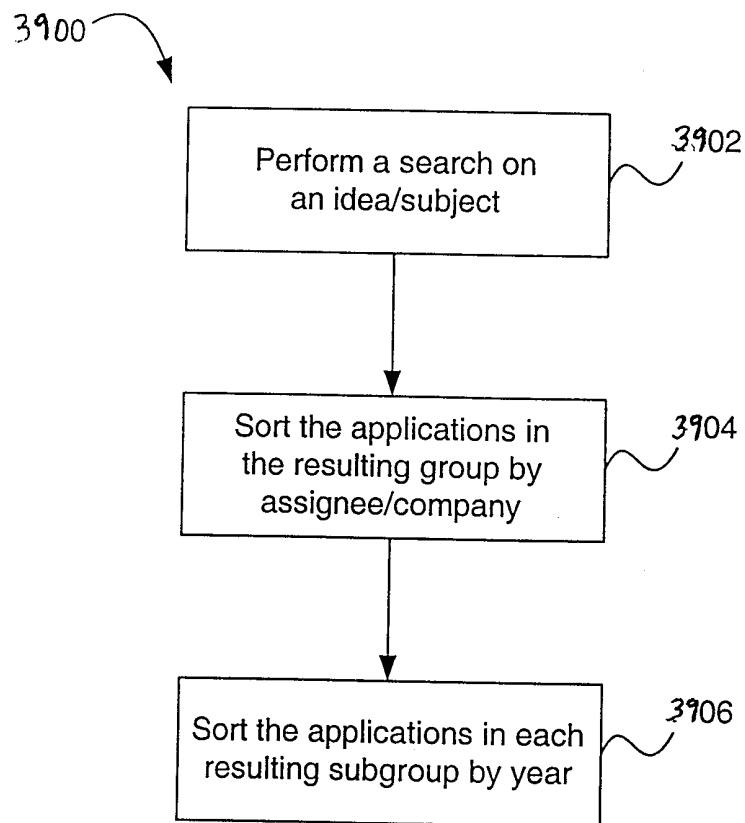 3900
Perform a search on
an idea/subject
3902
Sort the applications in
the resulting group by
assignee/company
3904
Sort the applications in each
resulting subgroup by year
3906